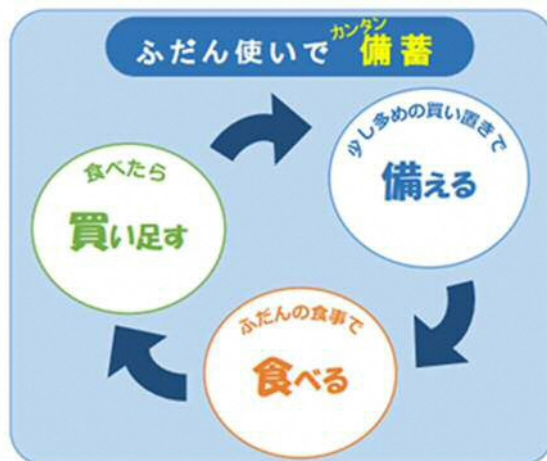 カンタン
ふだん使いで 備蓄
少し多めの買い置きで
備える
食べたら
買い足す
ふだんの食事で
食べる